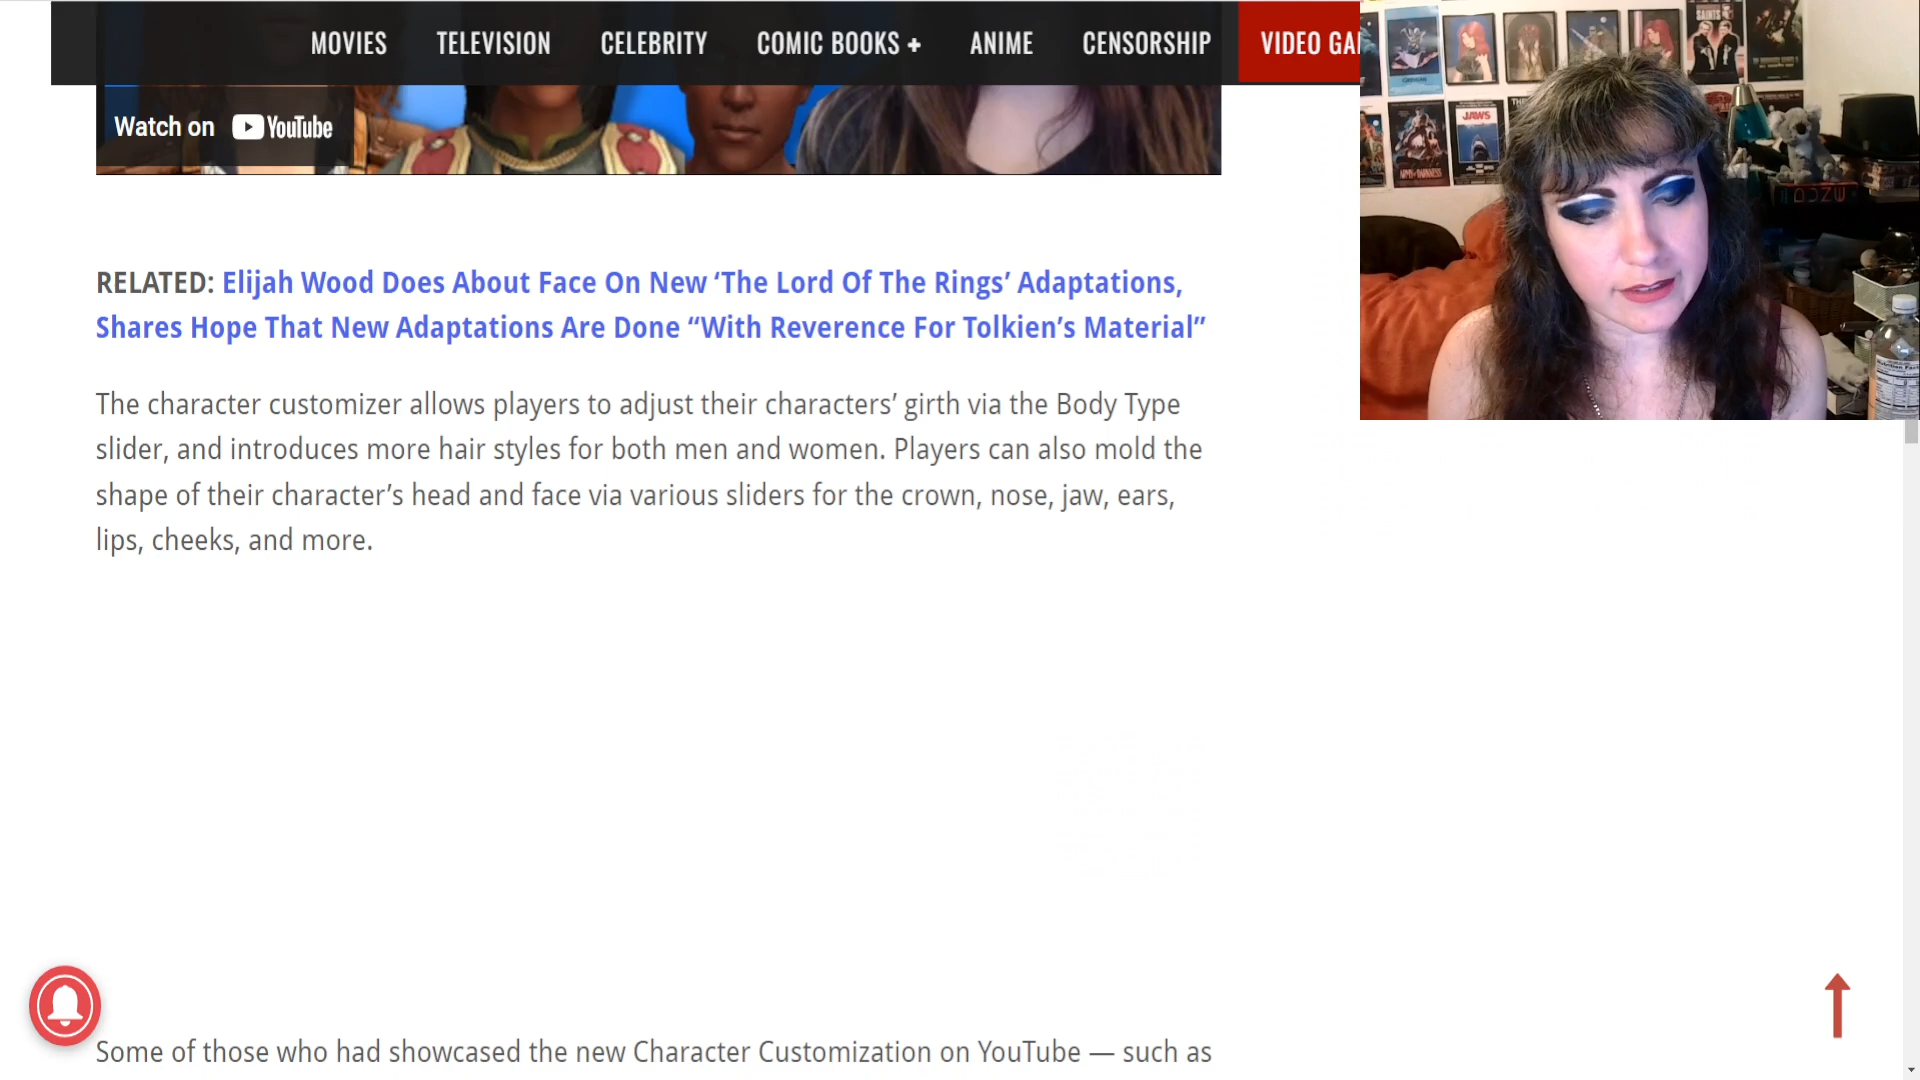 MOVIES TELEVISION CELEBRITY COMIC BOOKS + ANIME CENSORSHIP VIDEO GA
Watch on YouTube
JAWS
ARMY OF DARKNESS
RELATED: Elijah Wood Does About Face On New ‘The Lord Of The Rings’ Adaptations,
Shares Hope That New Adaptations Are Done “With Reverence For Tolkien’s Material”
The character customizer allows players to adjust their characters’ girth via the Body Type
slider, and introduces more hair styles for both men and women. Players can also mold the
shape of their character’s head and face via various sliders for the crown, nose, jaw, ears,
lips, cheeks, and more.
Some of those who had showcased the new Character Customization on YouTube — such as